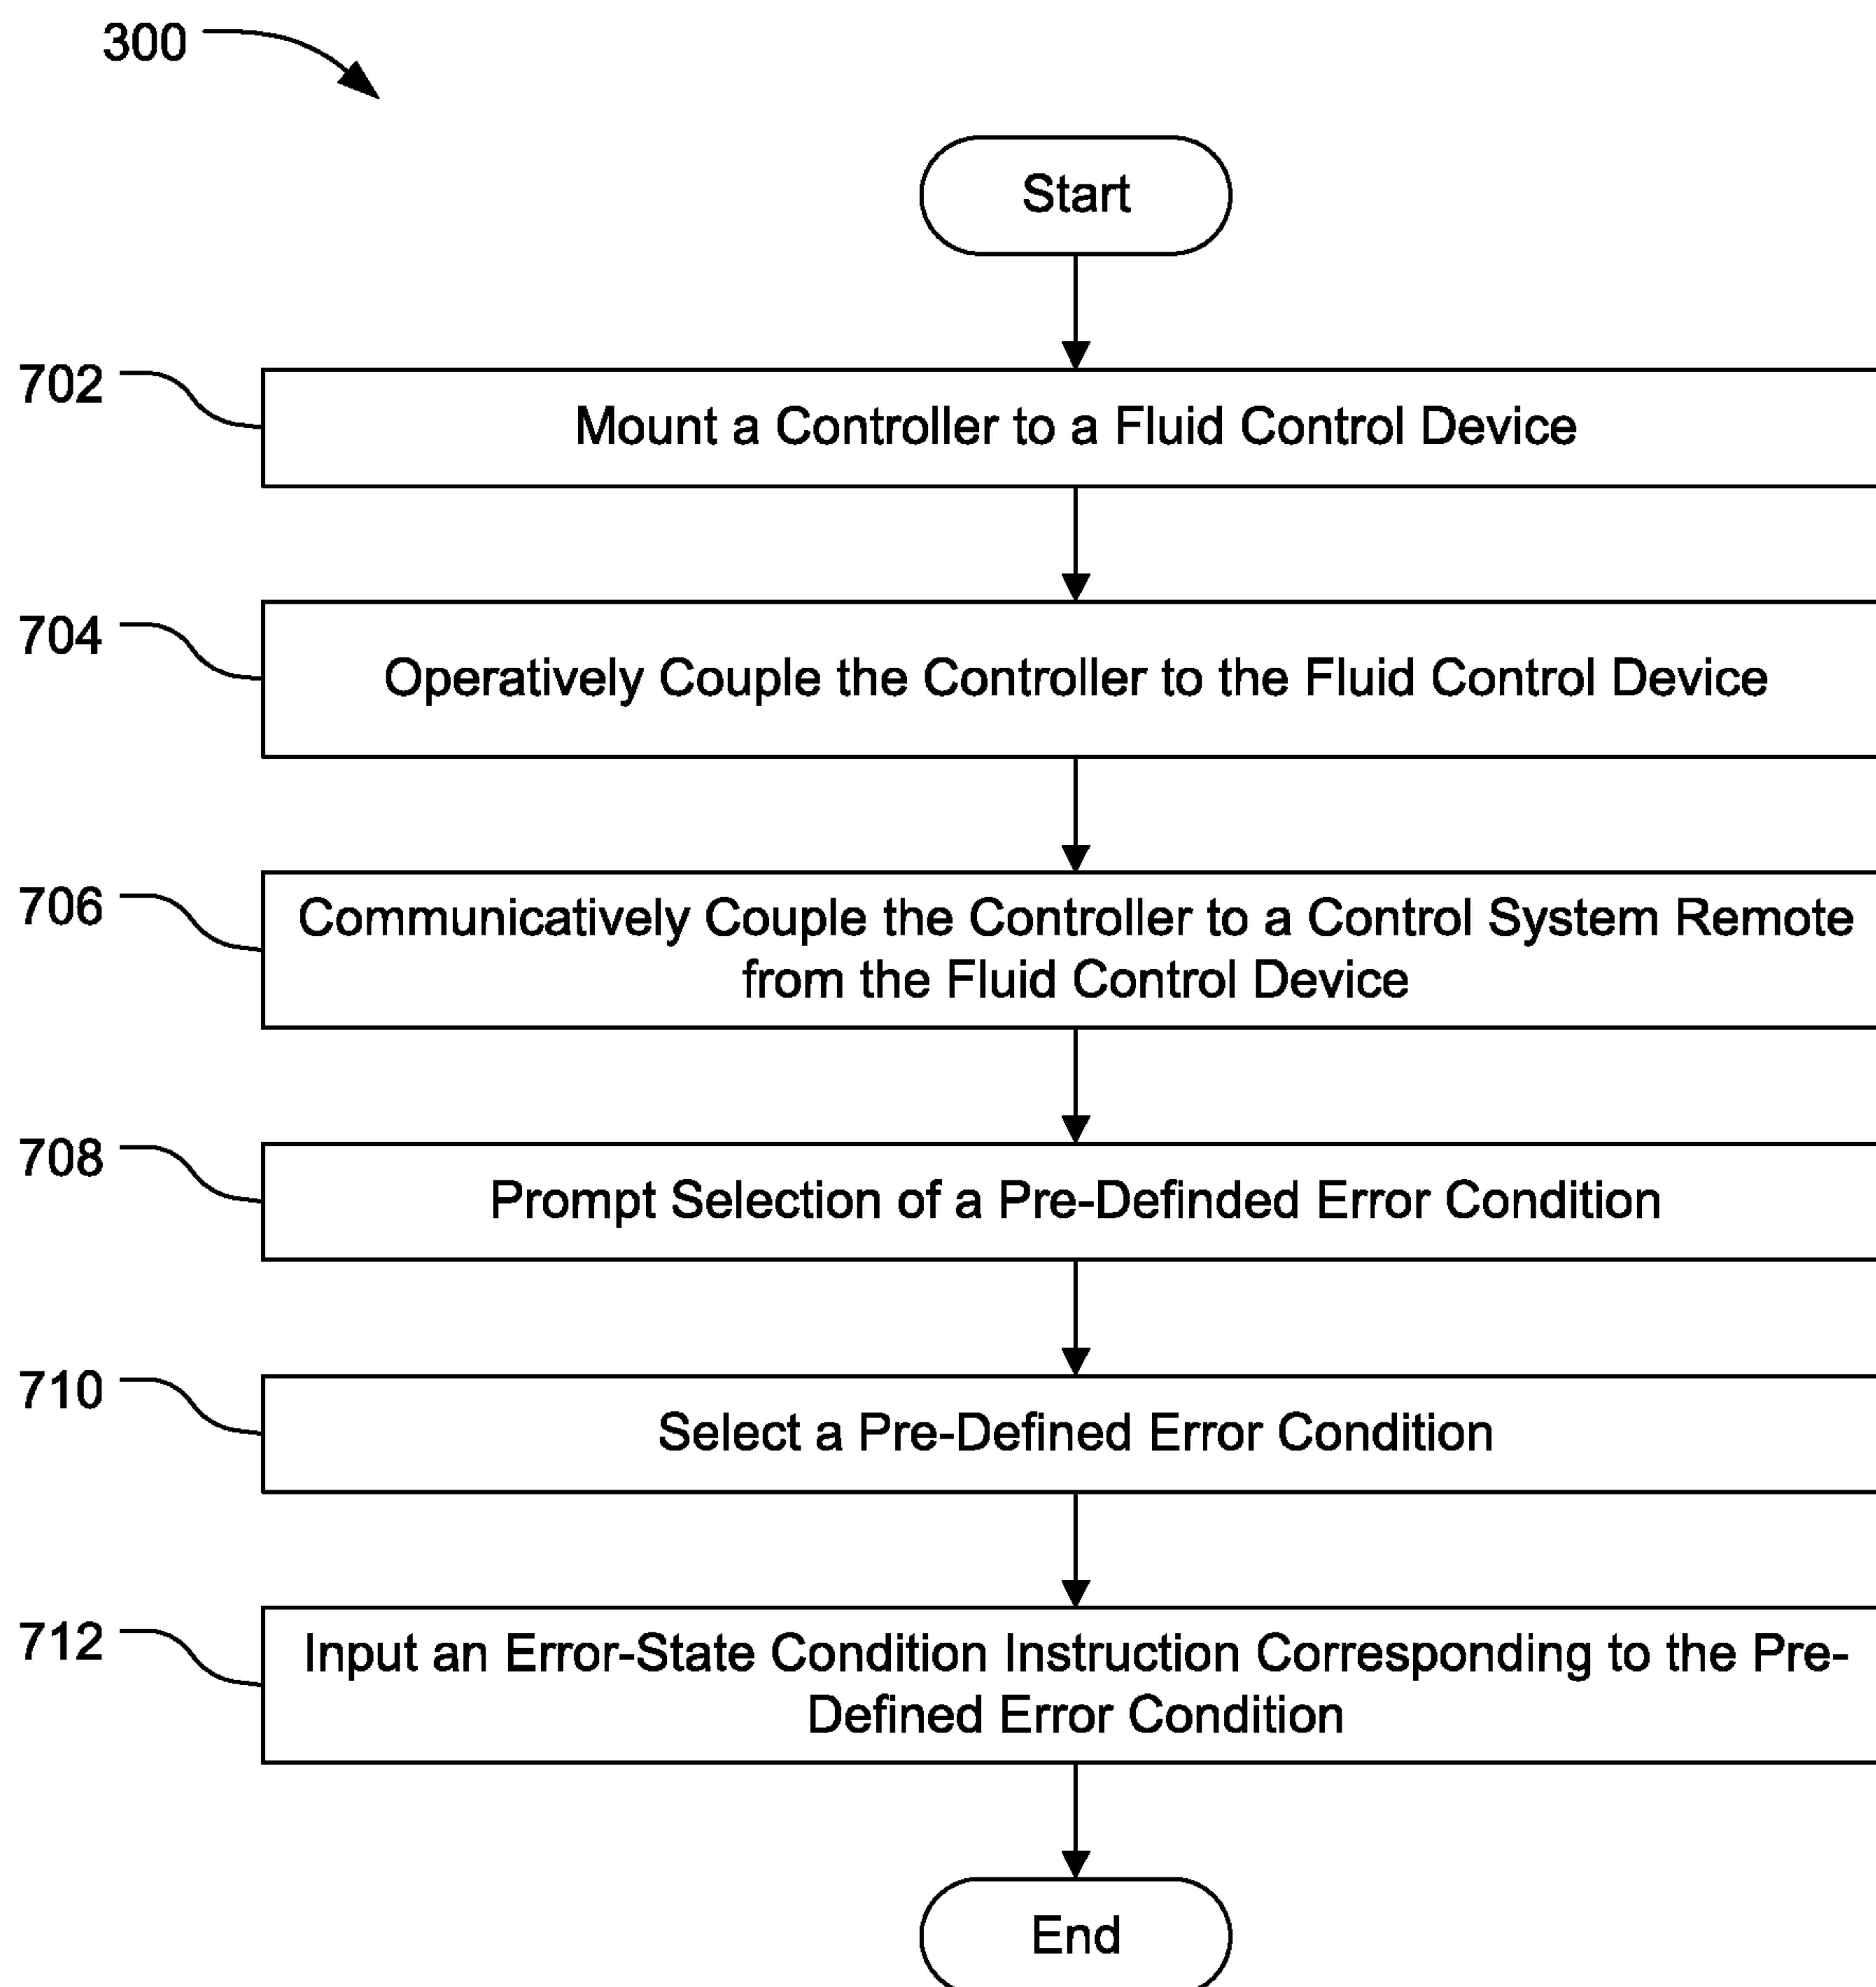 300
Start
702
Mount a Controller to a Fluid Control Device
704
Operatively Couple the Controller to the Fluid Control Device
706
Communicatively Couple the Controller to a Control System Remote
from the Fluid Control Device
708
Prompt Selection of a Pre-Definded Error Condition
710
Select a Pre-Defined Error Condition
712
Input an Error-State Condition Instruction Corresponding to the Pre-
Defined Error Condition
End